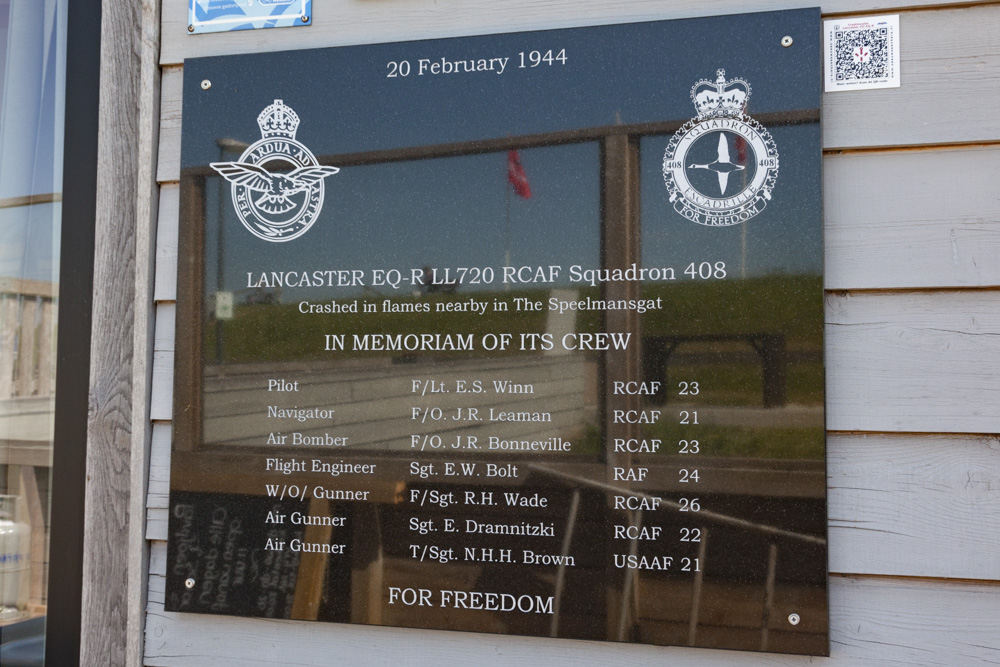 20 February 1944
PER · ARDUA · AD ASTRA
SQUADRON
408 408
ESCADRILLE
FOR FREEDOM
LANCASTER EQ-R LL720 RCAF Squadron 408
Crashed in flames nearby in The Speelmansgat
IN MEMORIAM OF ITS CREW
Pilot F/Lt. E.S. Winn RCAF 23
Navigator F/O. J.R. Leaman RCAF 21
Air Bomber F/O. J.R. Bonneville RCAF 23
Flight Engineer Sgt. E.W. Bolt RAF 24
W/O/ Gunner F/Sgt. R.H. Wade RCAF 26
Air Gunner Sgt. E. Dramnitzki RCAF 22
Air Gunner T/Sgt. N.H.H. Brown USAAF 21
FOR FREEDOM